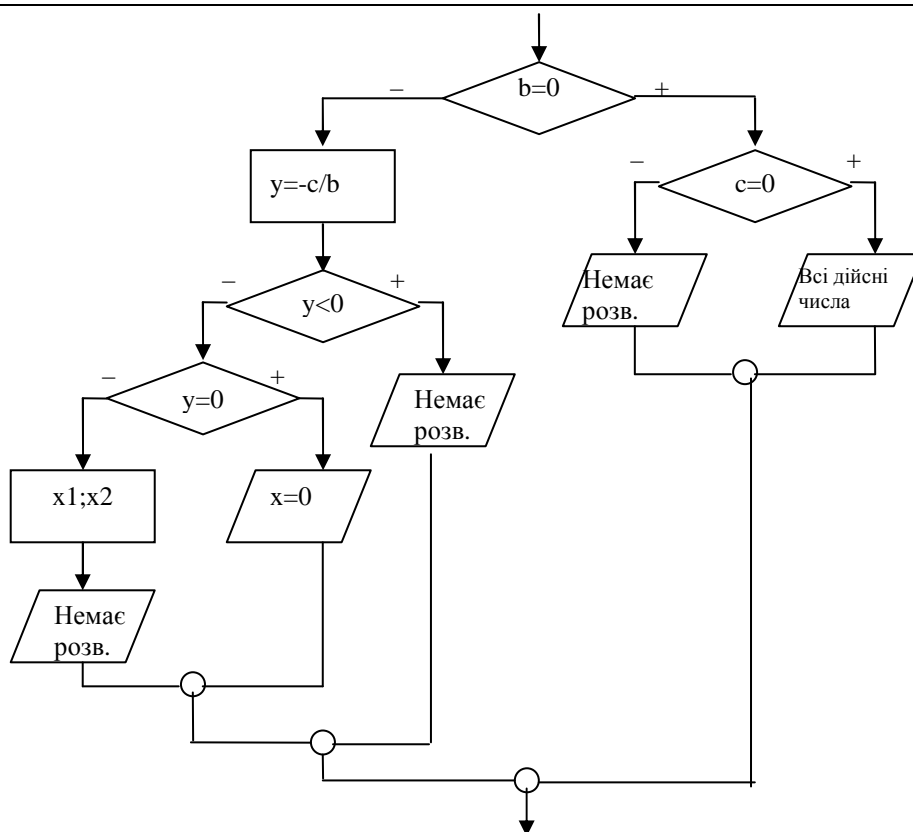 b=0
–
+
y=-c/b
c=0
–
+
Немає
розв.
Всі дійсні
числа
y<0
–
+
y=0
–
+
Немає
розв.
x1;x2
x=0
Немає
розв.